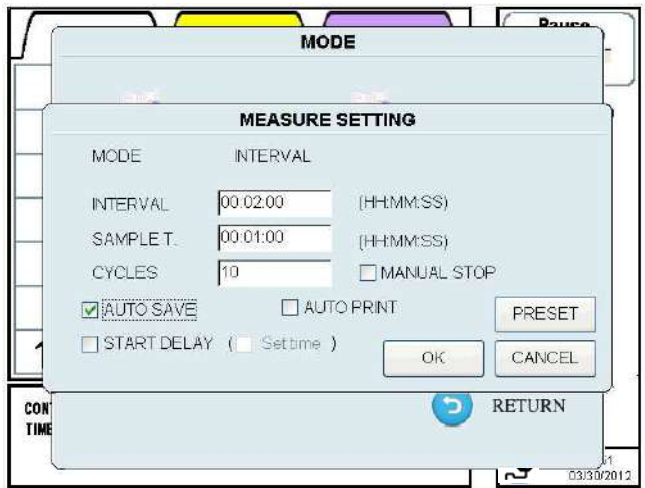 MODE
MEASURE SETTING
MODE INTERVAL
INTERVAL 00:02:00 (HH:MM:SS)
SAMPLE T. 00:01:00 (HH:MM:SS)
CYCLES 10 MANUAL STOP
AUTO SAVE AUTO PRINT
PRESET
START DELAY ( Set time )
OK CANCEL
RETURN
CON
TIME
03/30/2012